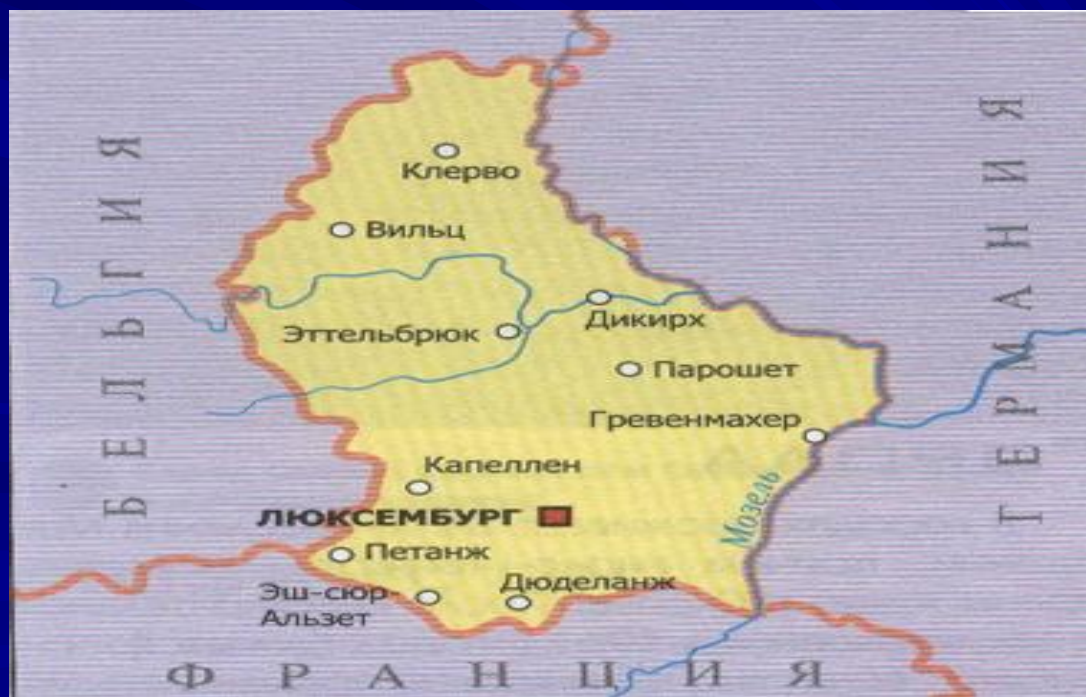 Клерво
Вильц
БЕЛЬГИЯ
ГЕРМАНИЯ
Дикирх
Эттельбрюк
Парошет
Гревенмахер
Капеллен
ЛЮКСЕМБУРГ
Мозель
Петанж
Эш-сюр-
Альзет
Дюделанж
ФРАНЦИЯ